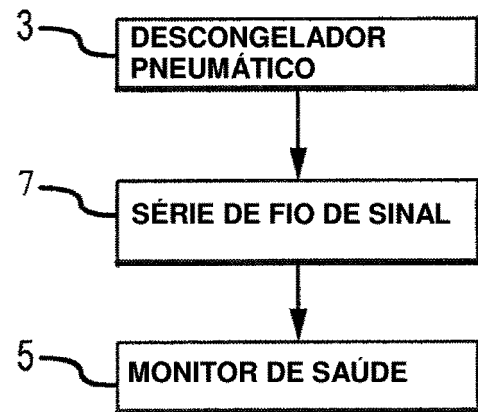 3
DESCONGELADOR
PNEUMÁTICO
7
SÉRIE DE FIO DE SINAL
5
MONITOR DE SAÚDE